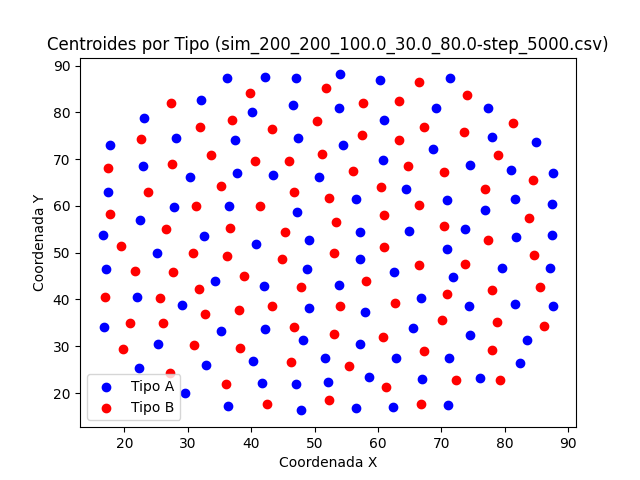 Centroides por Tipo (sim_200_200_100.0_30.0_80.0-step_5000.csv)
90
80
70
60
50
40
30
20
Coordenada Y
Tipo A
Tipo B
20 30 40 50 60 70 80 90
Coordenada X